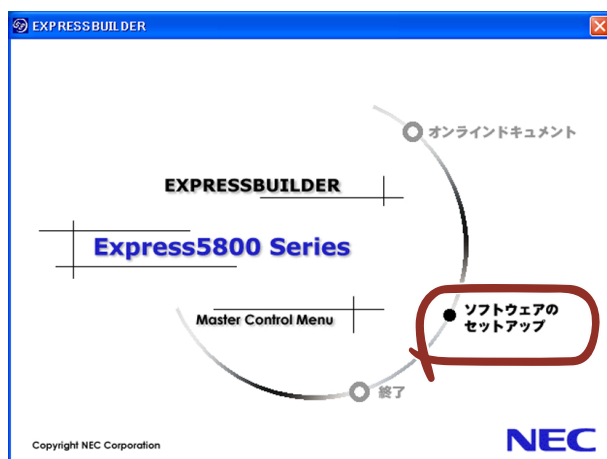 EXPRESSBUILDER
オンラインドキュメント
EXPRESSBUILDER
Express5800 Series
ソフトウェアの
セットアップ
Master Control Menu
終了
Copyright NEC Corporation
NEC